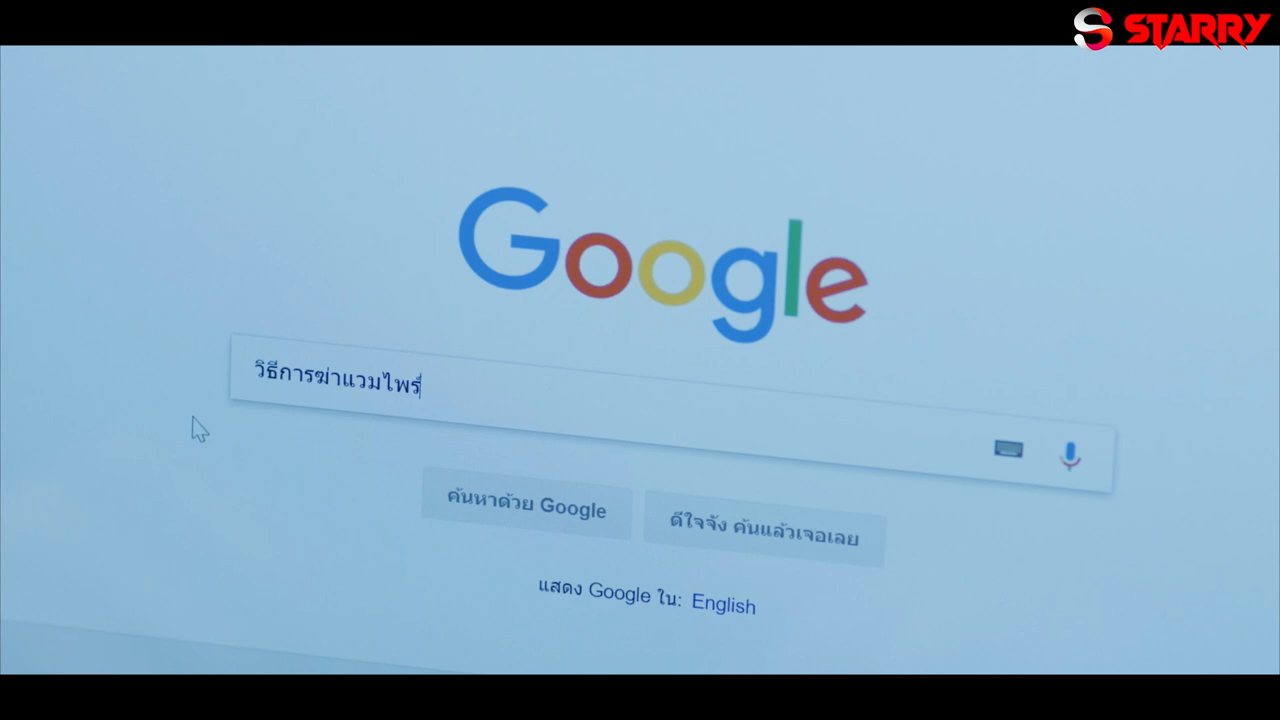 STARRY
Google
วิธีการฆ่าแวมไพร์
ค้นหาด้วย Google
ดีใจจัง ค้นแล้วเจอเลย
แสดง Google ใน: English